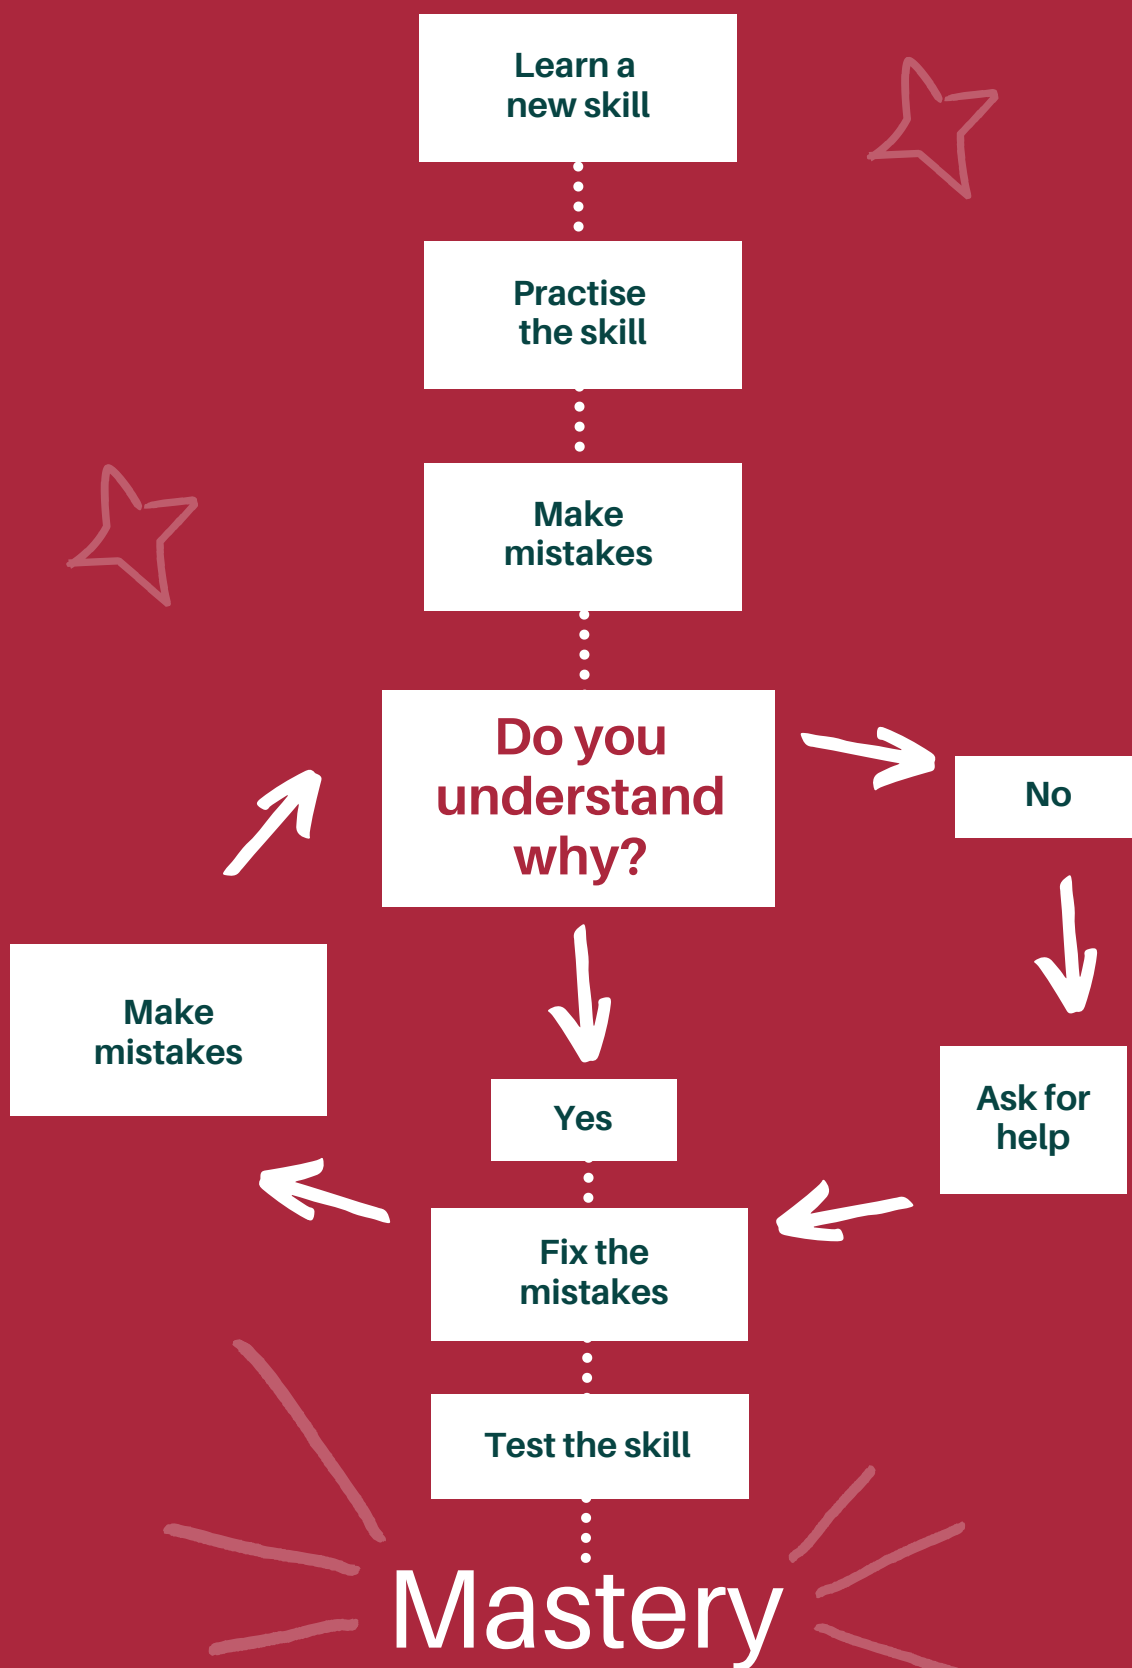 Learn a
new skill
Practise
the skill
Make
mistakes
Do you
understand
why?
No
Make
mistakes
Yes
Ask for
help
Fix the
mistakes
Test the skill
Mastery